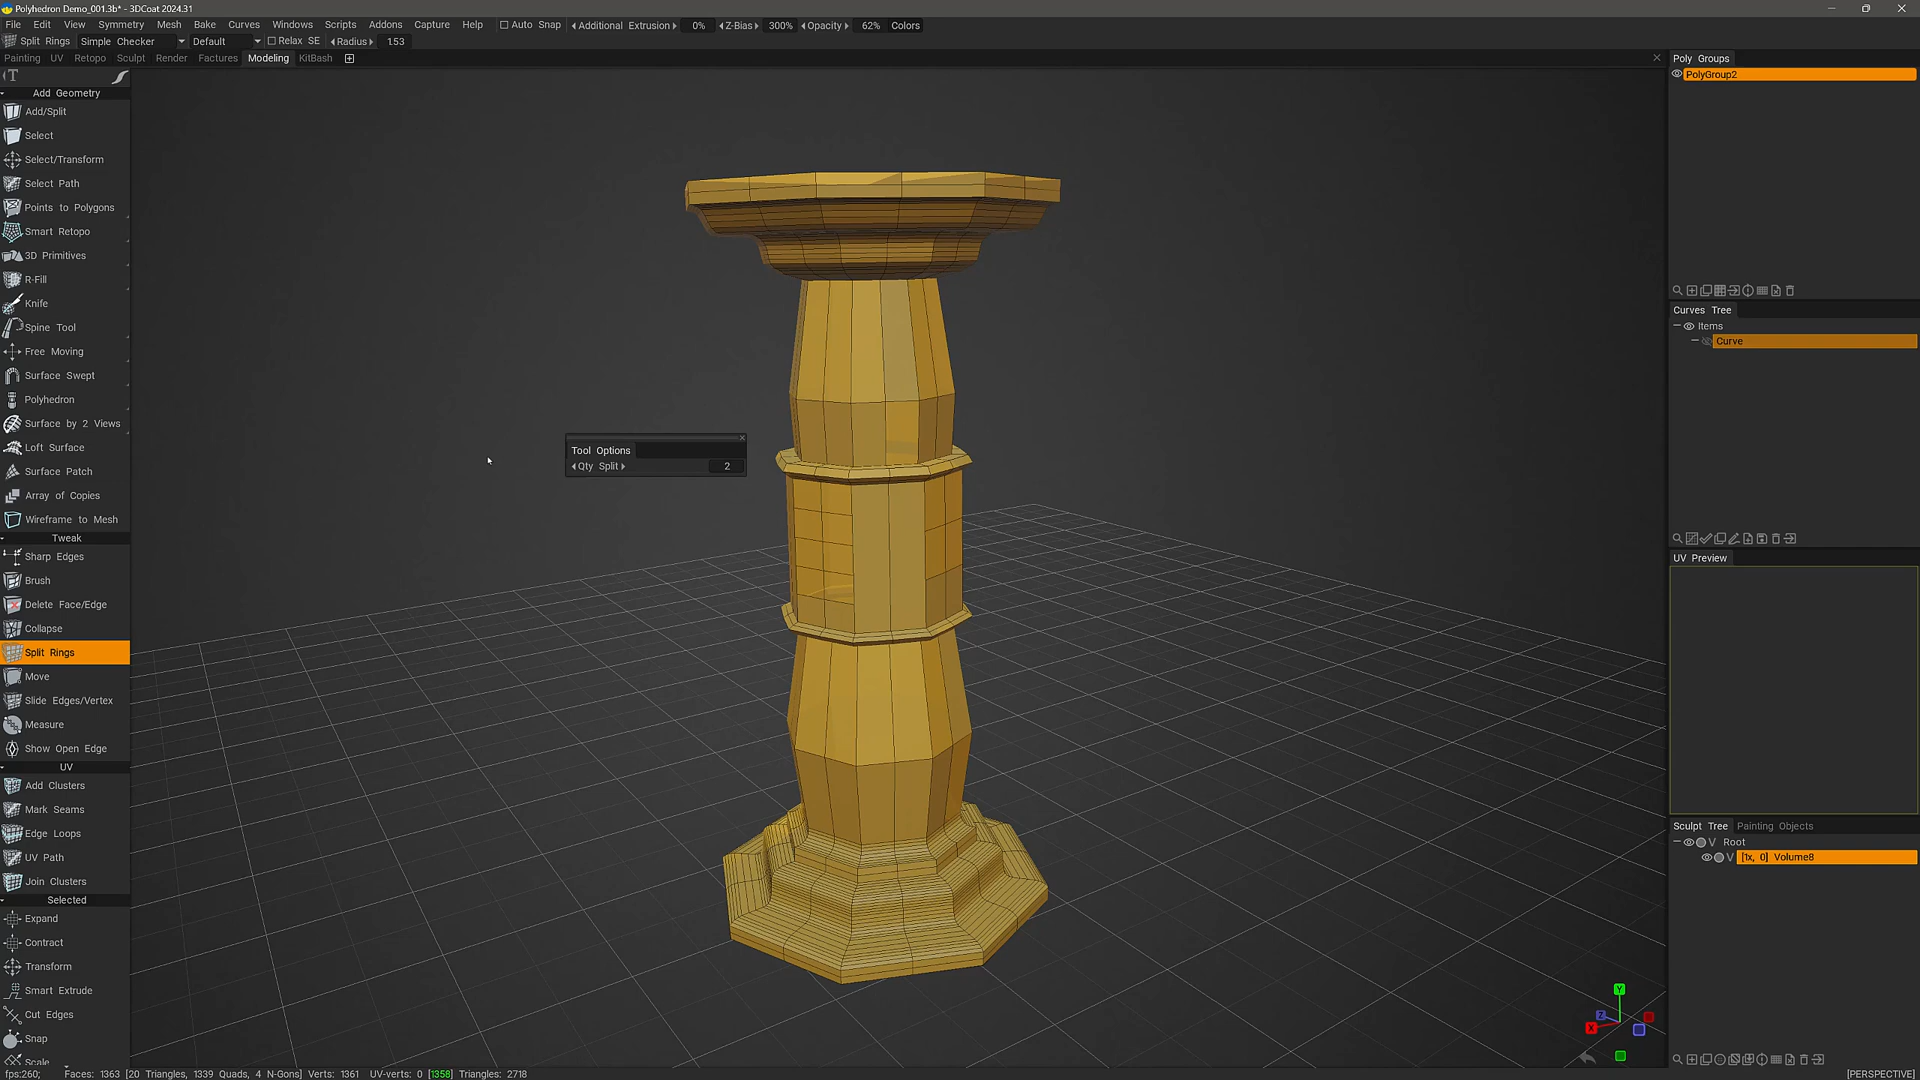 Polyhedron Demo_001.3b* - 3DCoat 2024.31
File Edit View Symmetry Mesh Bake Curves Windows Scripts Addons Capture Help Auto Snap Additional Extrusion 0% Z-Bias 300% Opacity 62% Colors
Split Rings Simple Checker Default Relax SE Radius 153
Painting UV Retopo Sculpt Render Factures Modeling KitBash
T
Add Geometry
Add/Split
Select
Select/Transform
Select Path
Points to Polygons
Smart Retopo
3D Primitives
R-Fill
Knife
Spine Tool
Free Moving
Surface Swept
Polyhedron
Surface by 2 Views
Loft Surface
Surface Patch
Array of Copies
Wireframe to Mesh
Tweak
Sharp Edges
Brush
Delete Face/Edge
Collapse
Split Rings
Move
Slide Edges/Vertex
Measure
Show Open Edge
UV
Add Clusters
Mark Seams
Edge Loops
UV Path
Join Clusters
Selected
Expand
Contract
Transform
Smart Extrude
Cut Edges
Snap
Scale
Tool Options
Qty Split 2
Poly Groups
PolyGroup2
Curves Tree
Items
Curve
UV Preview
Sculpt Tree Painting Objects
V Root
V [1x, 0] Volume8
Y
Z
X
fps:260; Faces: 1363 [20 Triangles, 1339 Quads, 4 N-Gons] Verts: 1361 UV-verts: 0 [1358] Triangles: 2718
[PERSPECTIVE]